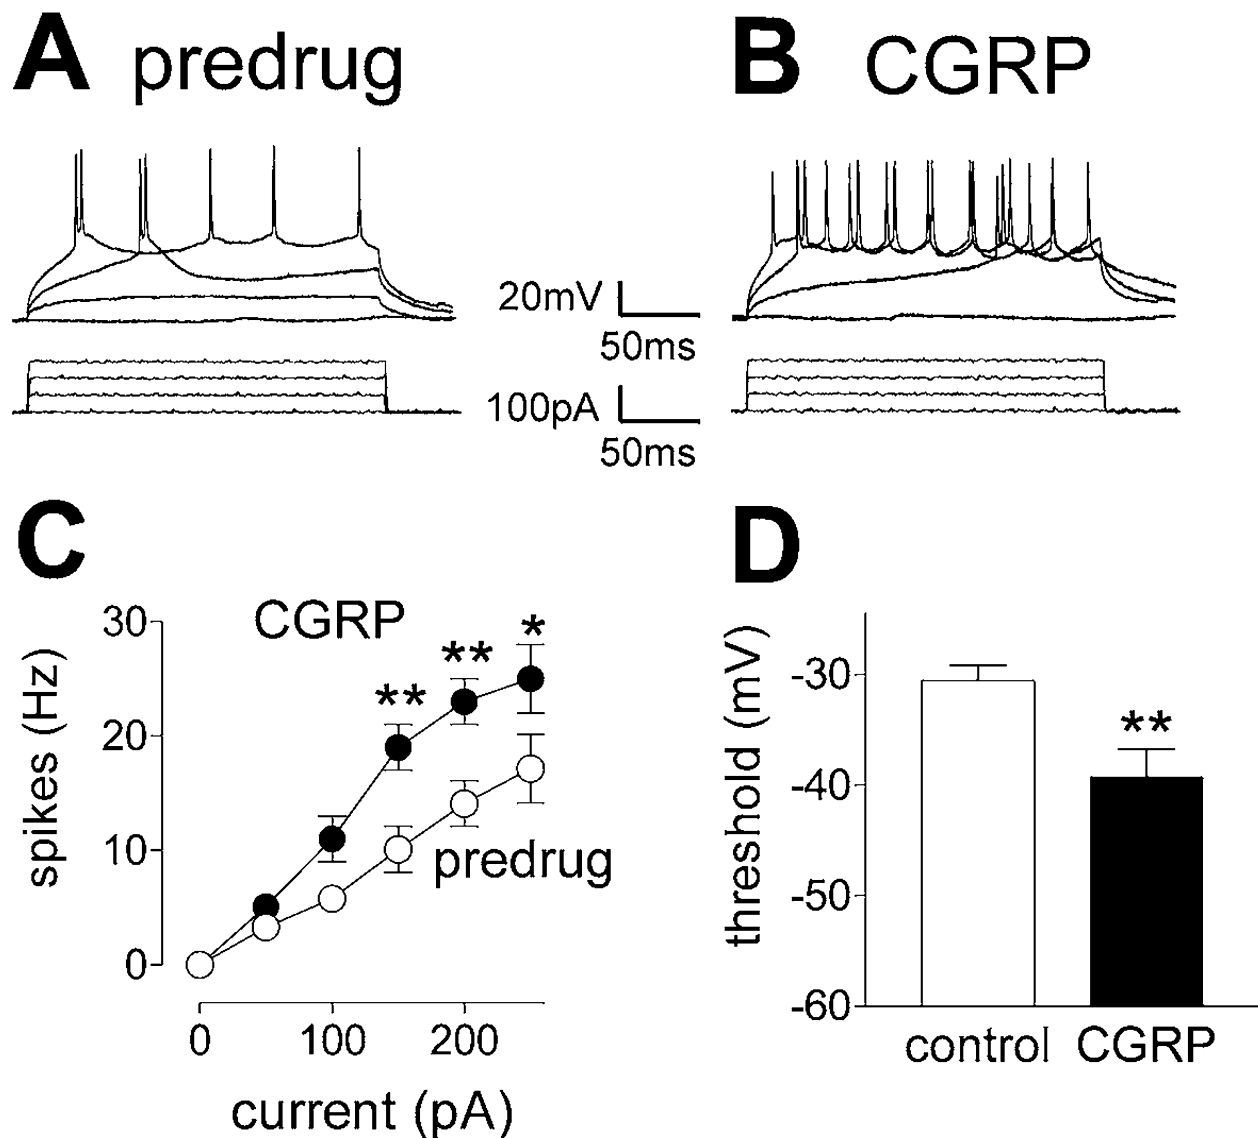 A predrug
B CGRP
20mV
50ms
100pA
50ms
C
CGRP
** ** *
predrug
30
20
10
0
spikes (Hz)
0 100 200
current (pA)
D
**
-30
-40
-50
-60
threshold (mV)
control CGRP